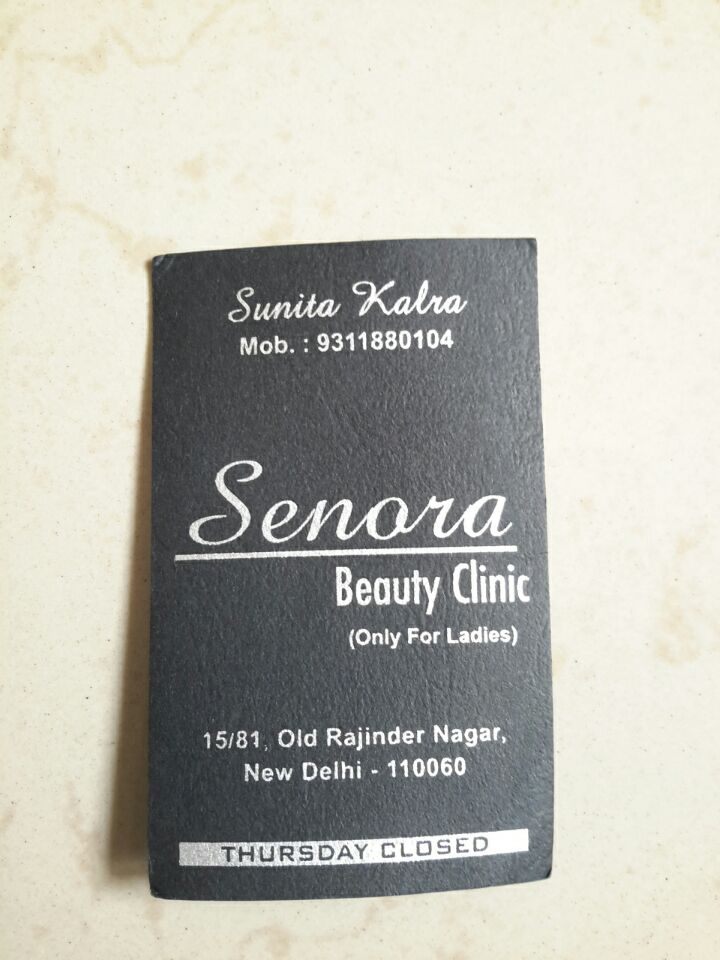 Sunita Kalra
Mob. : 9311880104
Senora
Beauty Clinic
(Only For Ladies)
15/81, Old Rajinder Nagar,
New Delhi - 110060
THURSDAY CLOSED